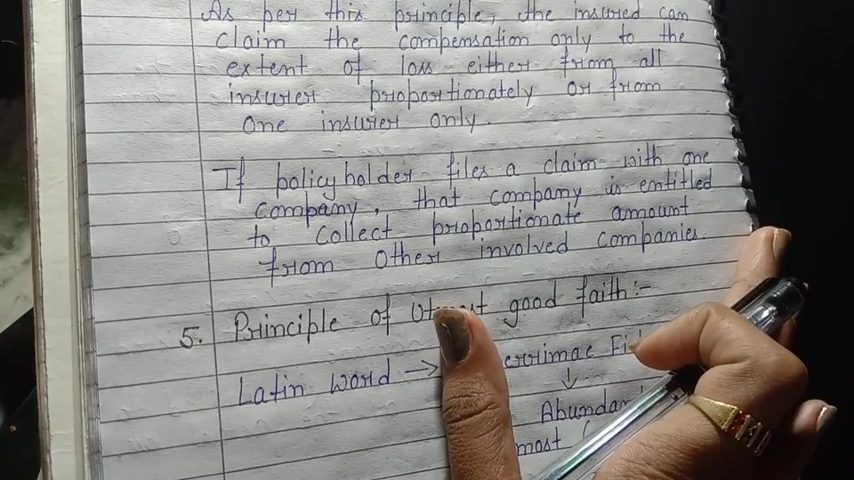 As per this principle, the insured can
claim the compensation only to the
extent of loss either from all
insurer proportionately or from
one insurer only.
If policyholder files a claim with one
company, that company is entitled
to collect proportionate amount
from other involved companies
5. Principle of good faith:-
Latin word →
↓